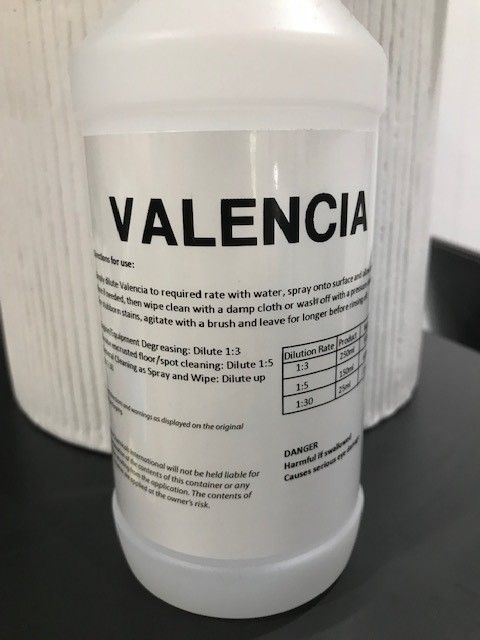 VALENCIA
for use:
dilute Valencia to required rate with water, spray onto surface and
if needed, then wipe clean with a damp cloth or wash off with a pressure
stubborn stains, agitate with a brush and leave for longer before rinsing
Equipment Degreasing: Dilute 1:3
encrusted floor/spot cleaning: Dilute 1:5
Cleaning as Spray and Wipe: Dilute up
Dilution Rate Product
1:3 250ml
1:5 150ml
1:30 25ml
and warnings as displayed on the original
International will not be held liable for
the contents of this container or any
from the application. The contents of
applied at the owner's risk.
DANGER
Harmful if swallowed
Causes serious eye damage